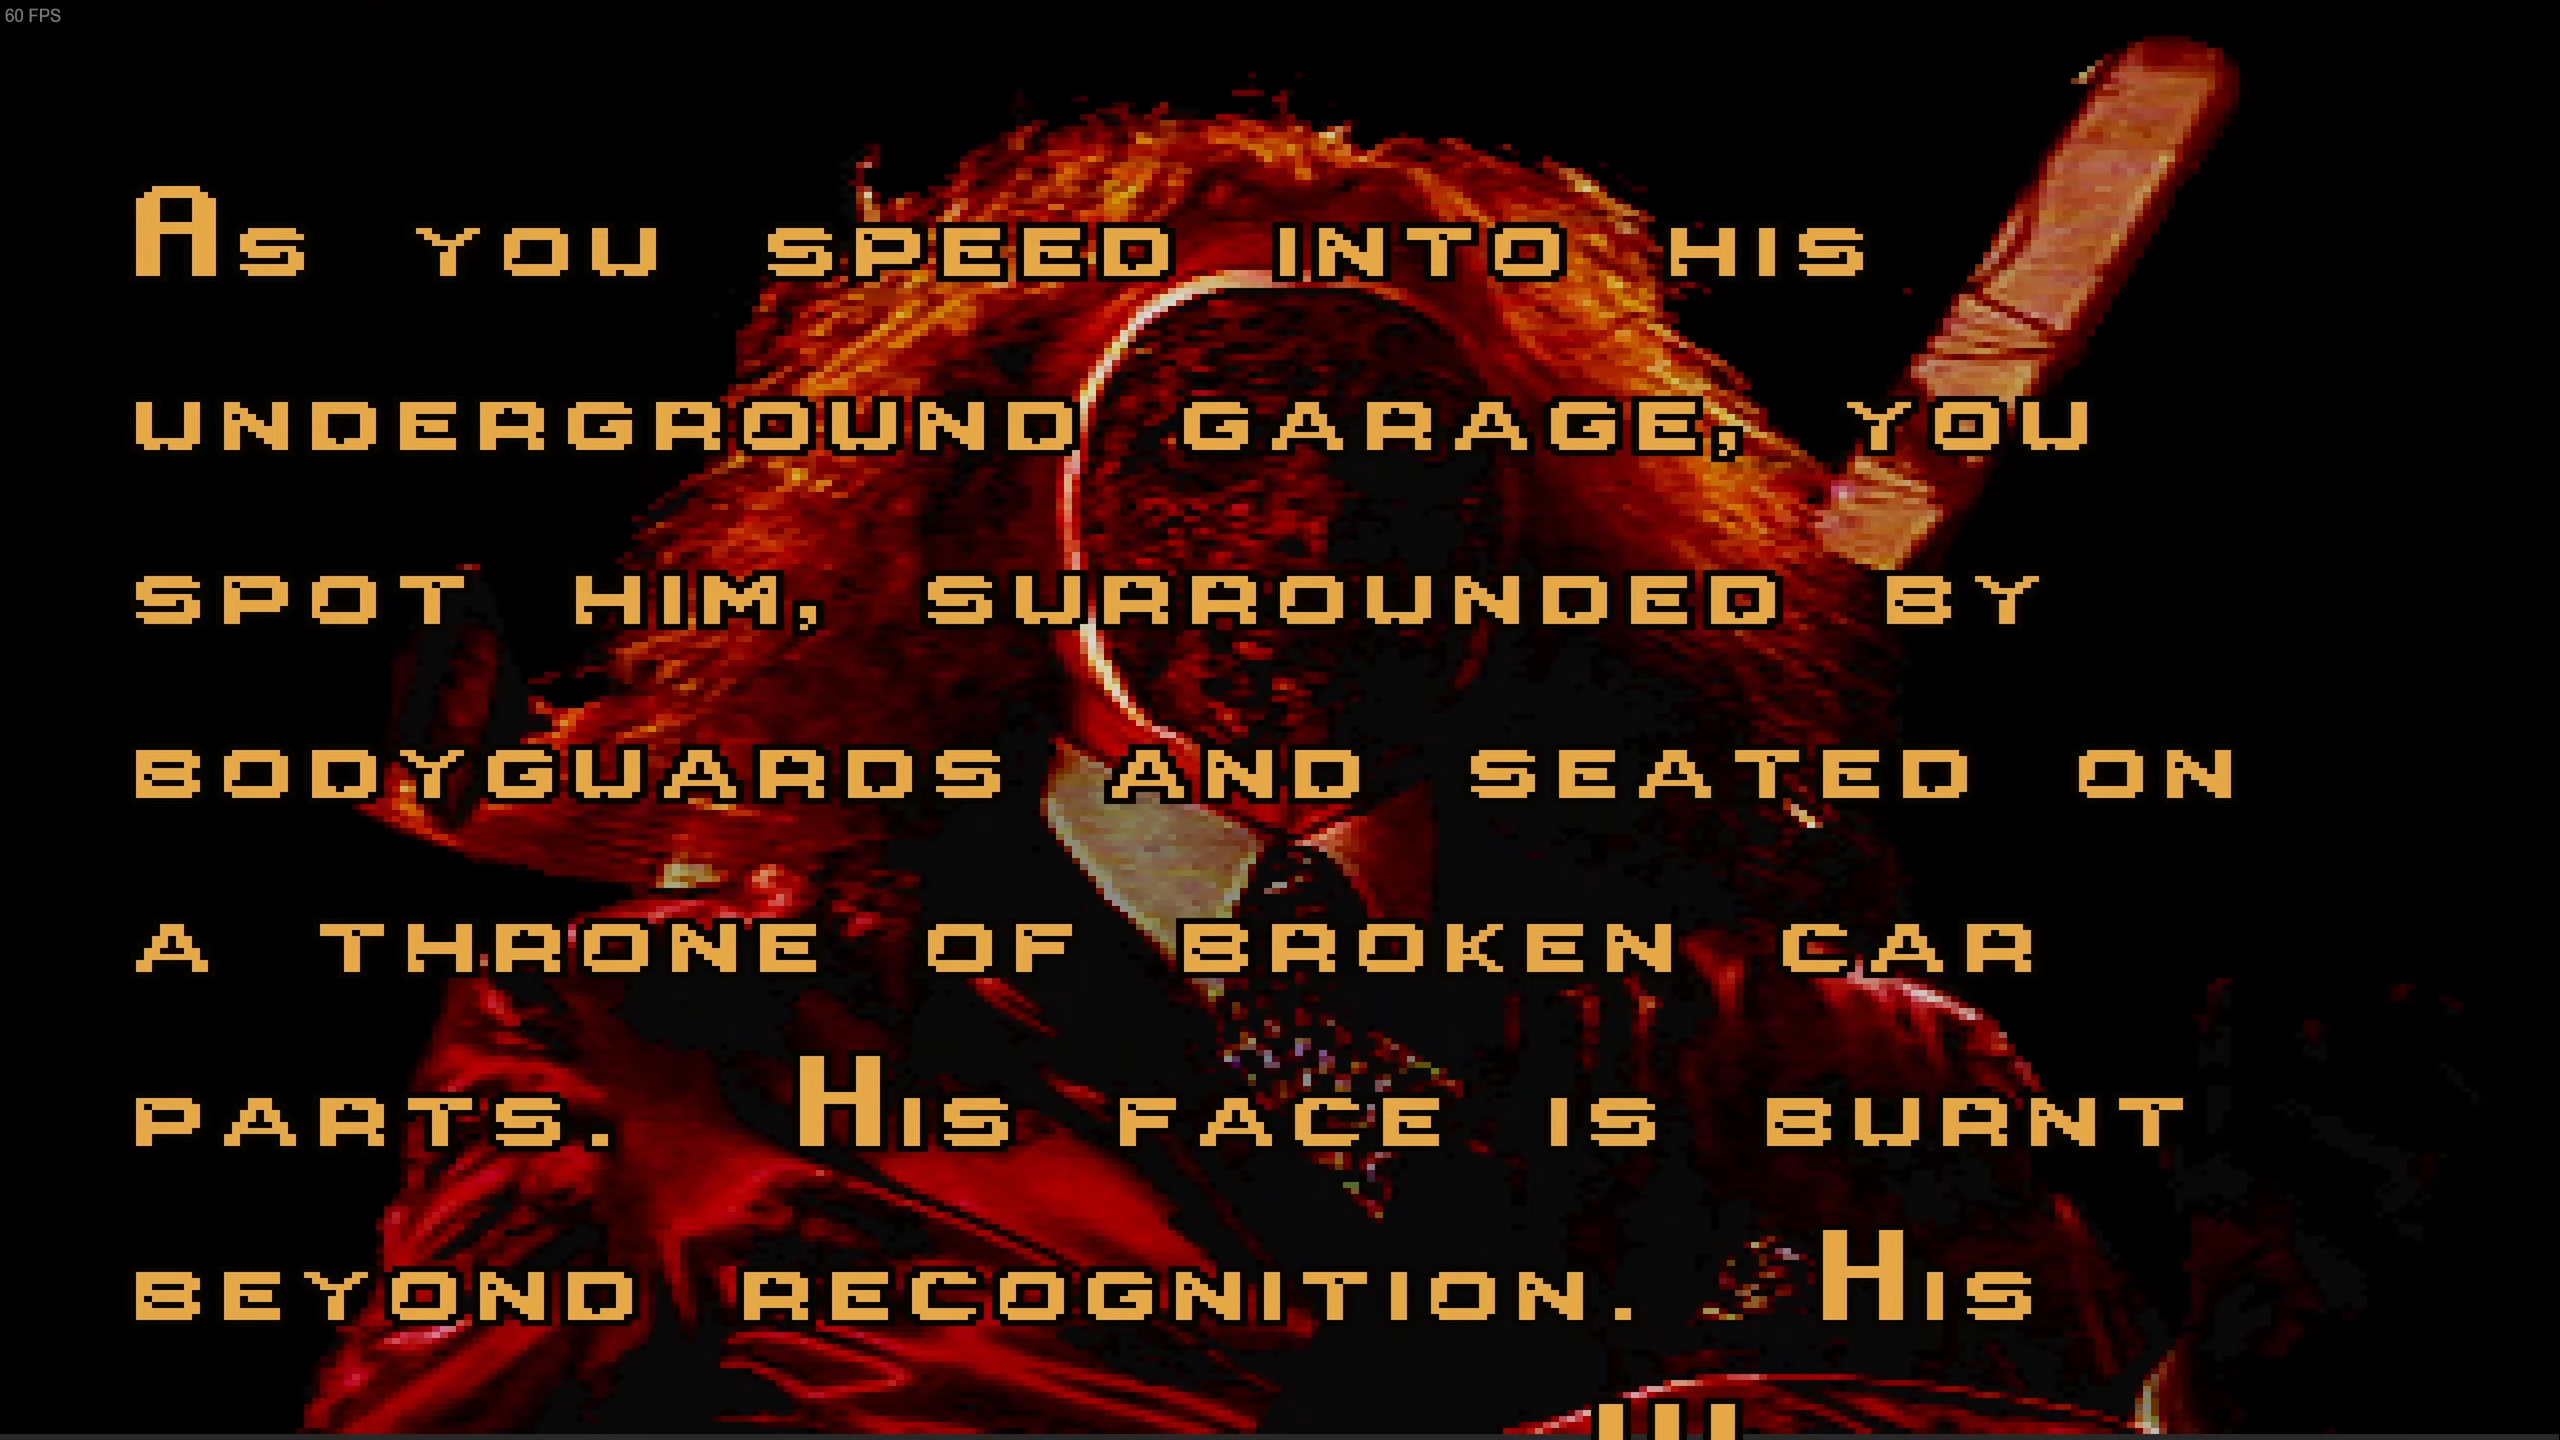 60 FPS
As you speed into his
underground garage, you
spot him, surrounded by
bodyguards and seated on
a throne of broken car
parts. His face is burnt
beyond recognition. His